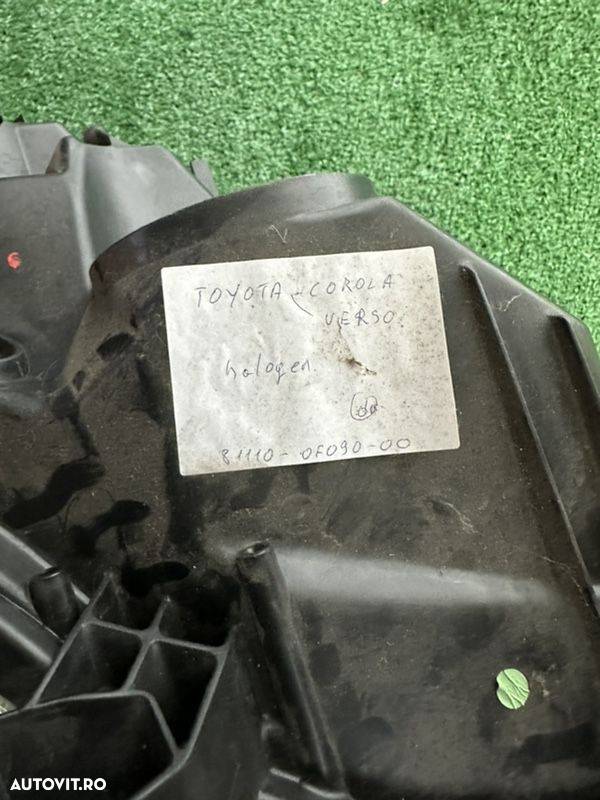 TOYOTA - COROLA
VERSO
halogen
81110-0F090-00
AUTOVIT.RO